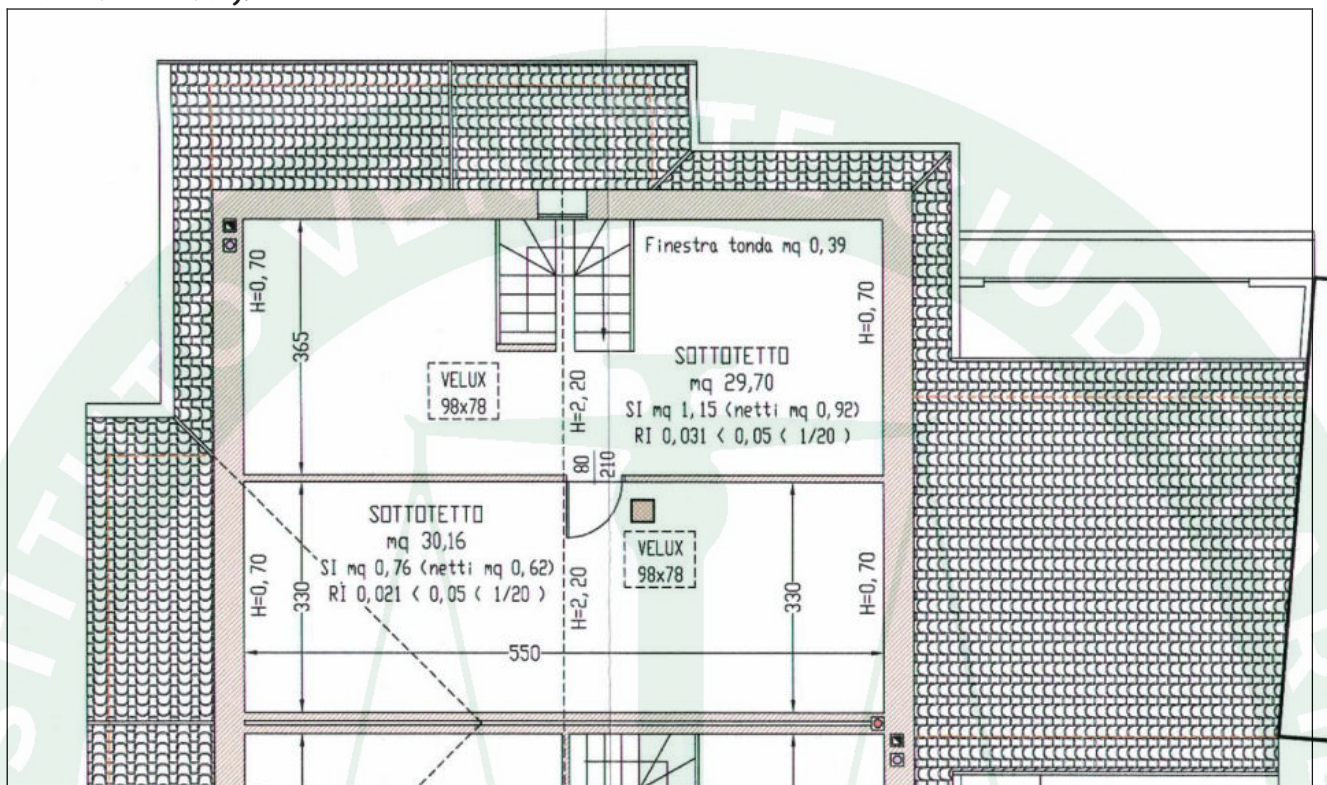 Finestra tonda mq 0,39
H=0,70
H=0,70
365
SOTTOTETTO
mq 29,70
SI mq 1,15 (netti mq 0,92)
RI 0,031 < 0,05 < 1/20 )
VELUX
98x78
H=2,20
80
210
SOTTOTETTO
mq 30,16
SI mq 0,76 (netti mq 0,62)
RI 0,021 < 0,05 < 1/20 )
VELUX
98x78
H=0,70
330
H=2,20
330
H=0,70
550